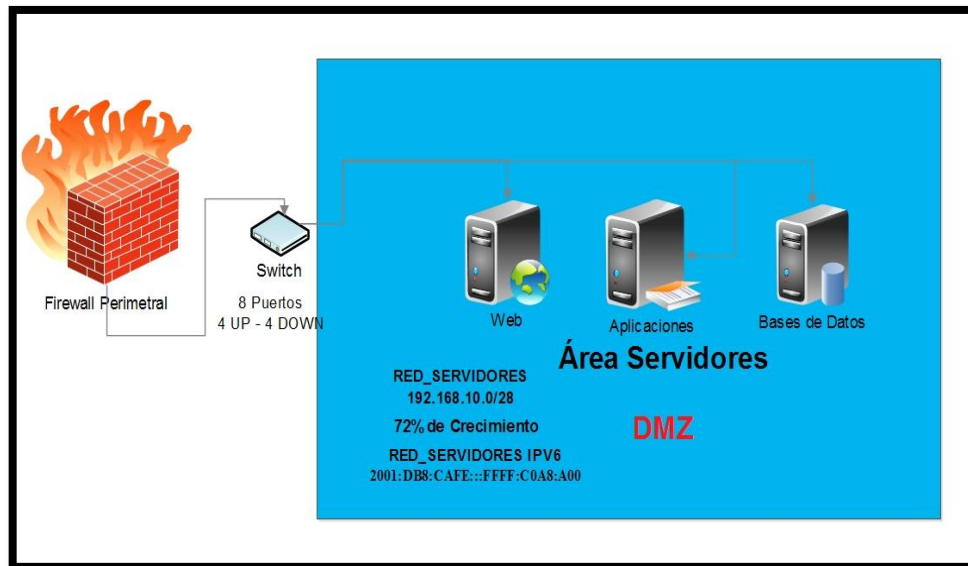 Firewall Perimetral
Switch
8 Puertos
4 UP - 4 DOWN
Web
Aplicaciones
Bases de Datos
Área Servidores
DMZ
RED_SERVIDORES
192.168.10.0/28
72% de Crecimiento
RED_SERVIDORES IPV6
2001:DB8:CAFE:::FFFF:C0A8:A00